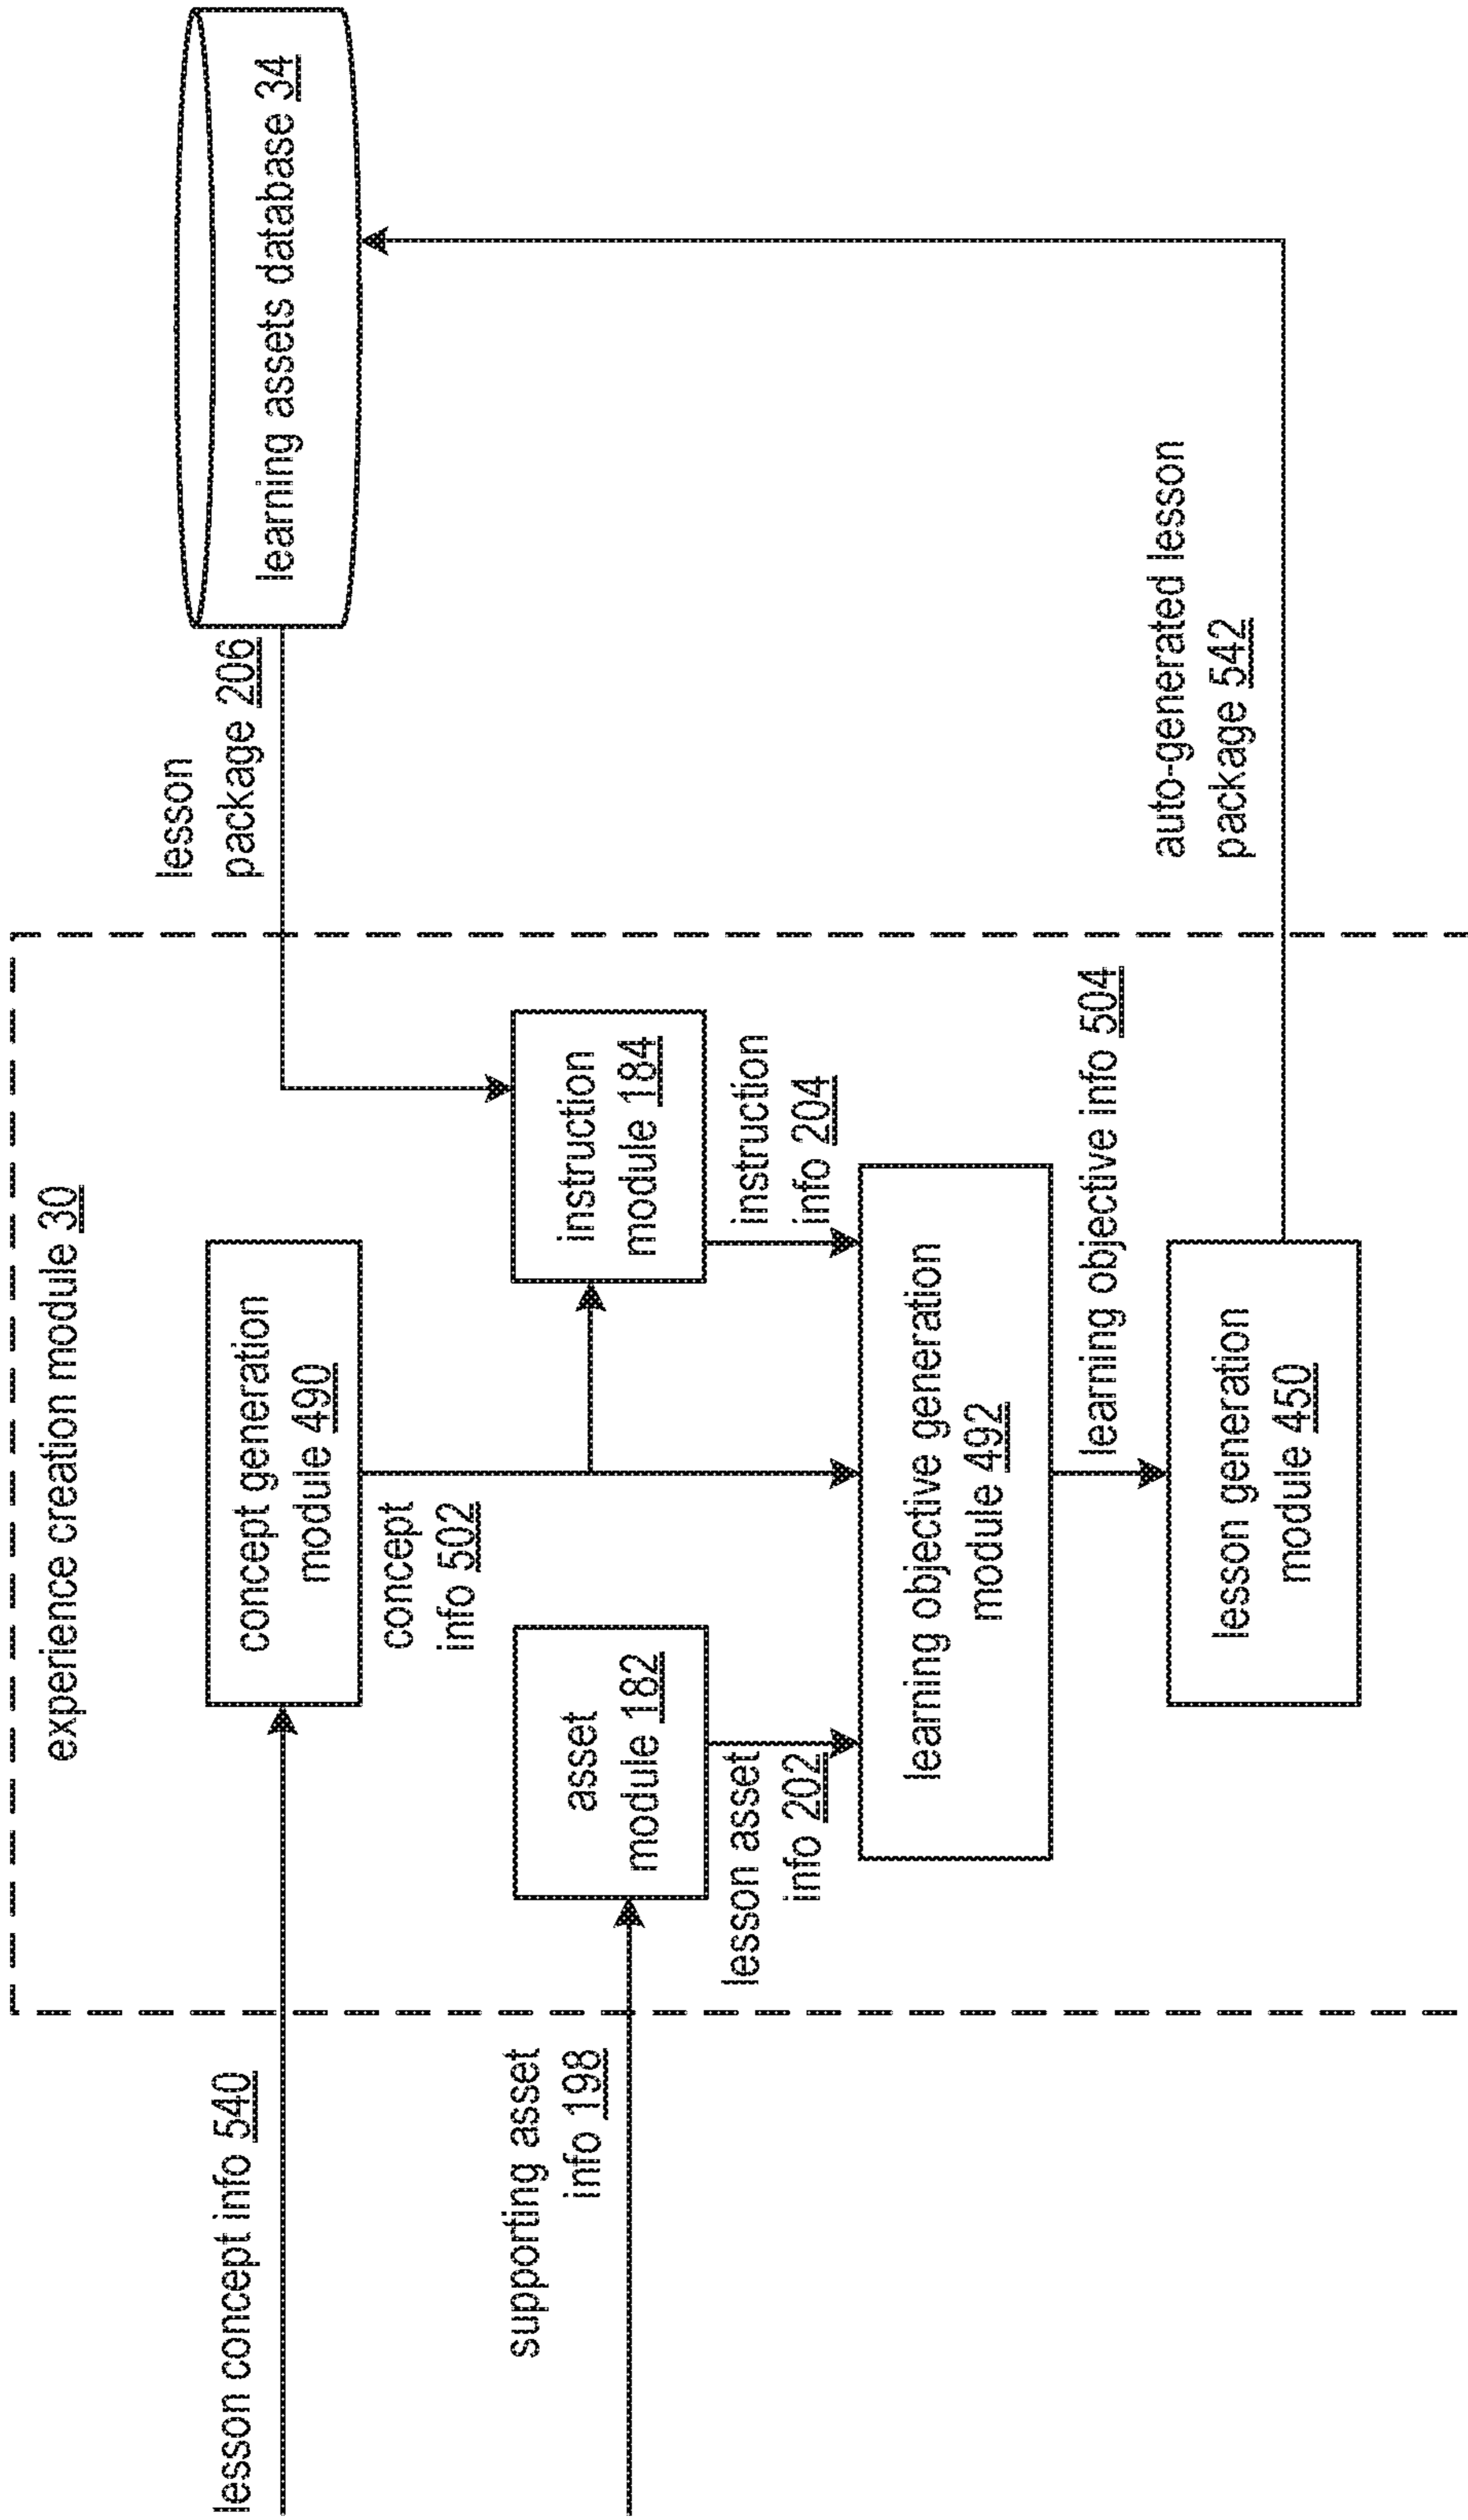 experience creation module 30
lesson concept info 540
concept generation
module 490
lesson
package 206
learning assets database 34
concept
info 502
supporting asset
info 198
asset
module 182
instruction
module 184
lesson asset
info 202
instruction
info 204
learning objective generation
module 492
learning objective info 504
auto-generated lesson
package 542
lesson generation
module 450